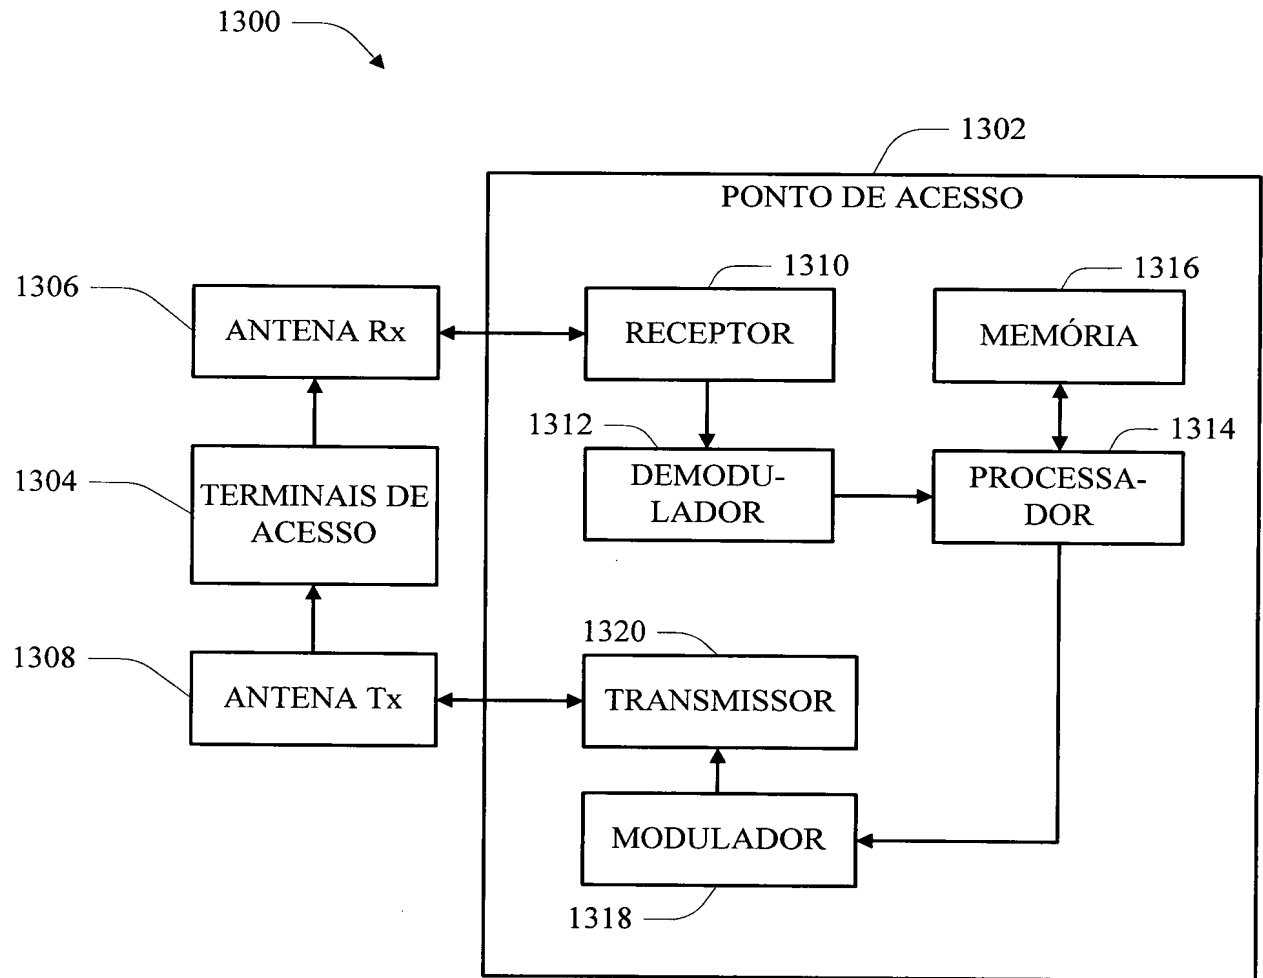 1300
1302
PONTO DE ACESSO
1306
ANTENA Rx
1310
RECEPTOR
1316
MEMÓRIA
1304
TERMINAIS DE
ACESSO
1312
DEMODU-
LADOR
1314
PROCESSA-
DOR
1308
ANTENA Tx
1320
TRANSMISSOR
MODULADOR
1318